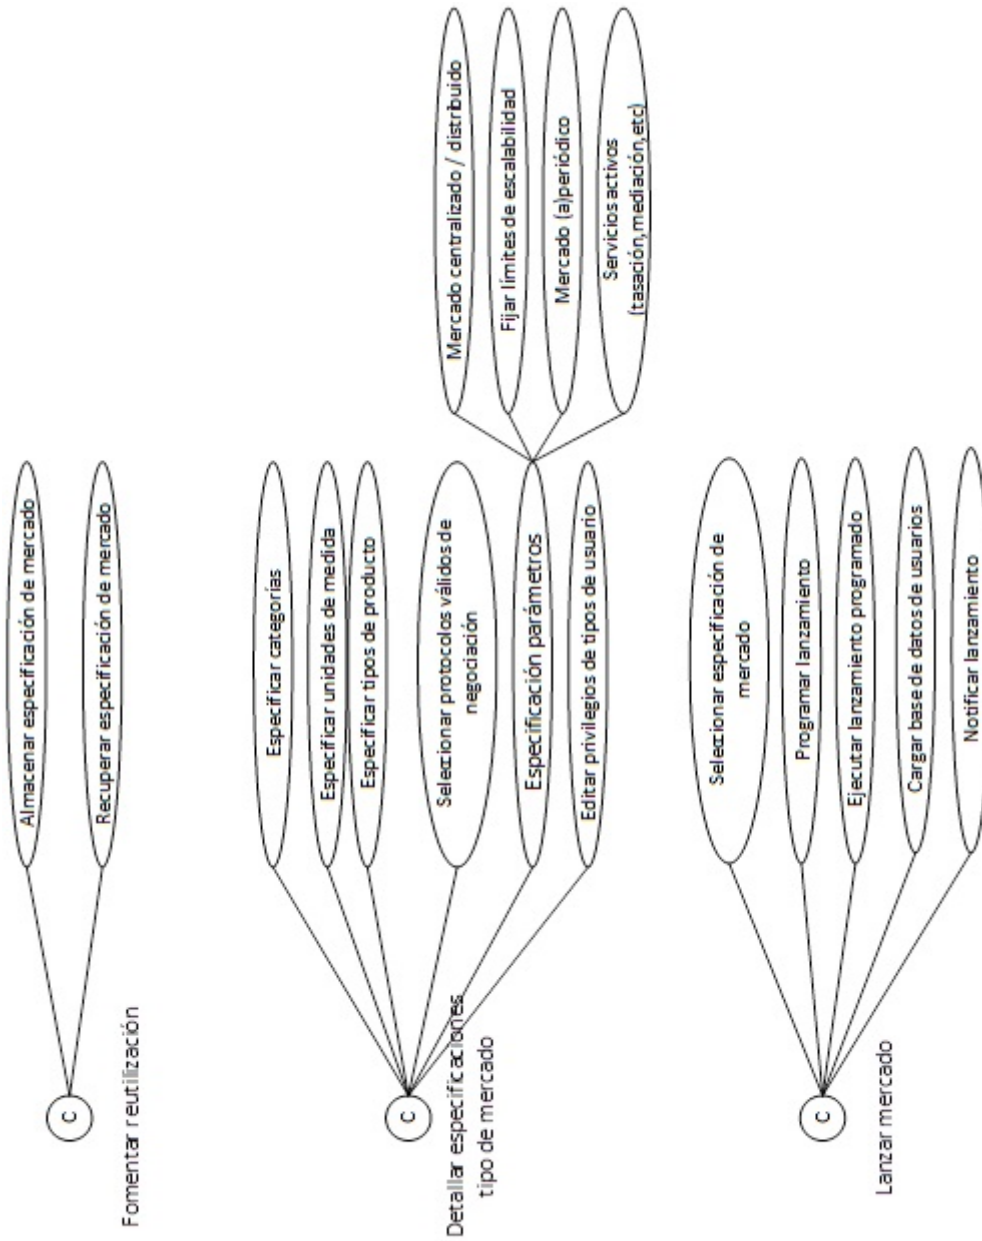 C
Fomentar reutilización
Almacenar especificación de mercado
Recuperar especificación de mercado
C
Detallar especificaciones
tipo de mercado
Especificar categorías
Especificar unidades de medida
Especificar tipos de producto
Seleccionar protocolos válidos de
negociación
Especificación parámetros
Editar privilegios de tipos de usuario
Mercado centralizado / distribuido
Fijar límites de escalabilidad
Mercado (a)periódico
Servicios activos
(tasación,mediación,etc)
C
Lanzar mercado
Seleccionar especificación de
mercado
Programar lanzamiento
Ejecutar lanzamiento programado
Cargar base de datos de usuarios
Notificar lanzamiento